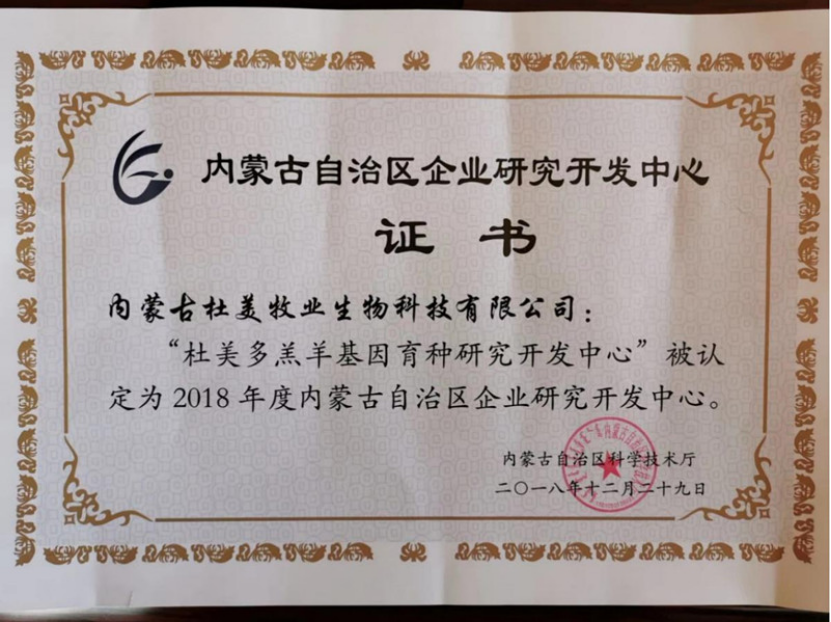 内蒙古自治区企业研究开发中心
证书
内蒙古杜美牧业生物科技有限公司：
“杜美多羔羊基因育种研究开发中心”被认
定为 2018 年度内蒙古自治区企业研究开发中心。
内蒙古自治区科学技术厅
二〇一八年十二月二十九日